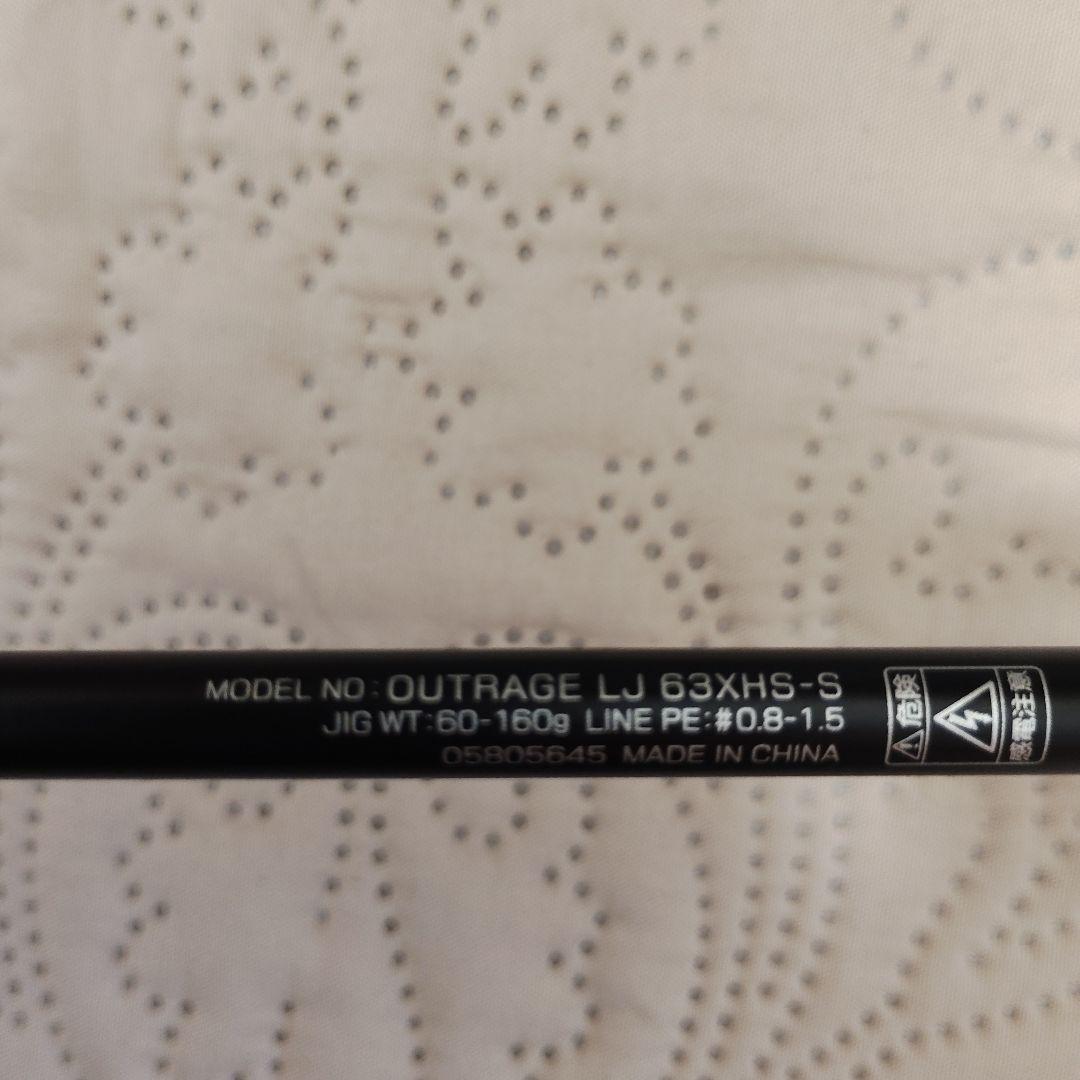 MODEL NO:OUTRAGE LJ 63XHS-S
JIG WT:60-160g LINE PE:#0.8-1.5
05805645 MADE IN CHINA
危険
感電注意